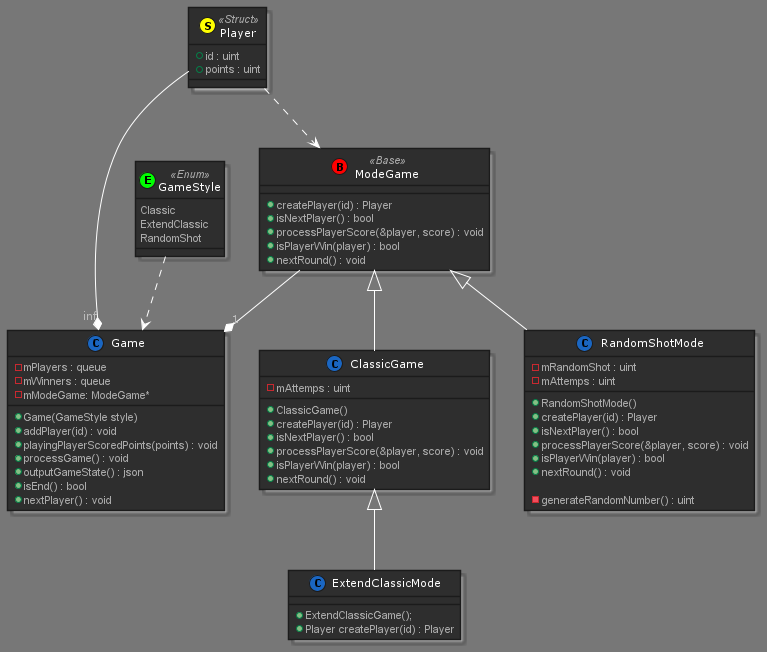 S
«Struct»
Player
id : uint
points : uint
E
«Enum»
GameStyle
Classic
ExtendClassic
RandomShot
B
«Base»
ModeGame
createPlayer(id) : Player
isNextPlayer() : bool
processPlayerScore(&player, score) : void
isPlayerWin(player) : bool
nextRound() : void
inf
1
C Game
mPlayers : queue
mWinners : queue
mModeGame: ModeGame*
Game(GameStyle style)
addPlayer(id) : void
playingPlayerScoredPoints(points) : void
processGame() : void
outputGameState() : json
isEnd() : bool
nextPlayer() : void
C ClassicGame
mAttemps : uint
ClassicGame()
createPlayer(id) : Player
isNextPlayer() : bool
processPlayerScore(&player, score) : void
isPlayerWin(player) : bool
nextRound() : void
C RandomShotMode
mRandomShot : uint
mAttemps : uint
RandomShotMode()
createPlayer(id) : Player
isNextPlayer() : bool
processPlayerScore(&player, score) : void
isPlayerWin(player) : bool
nextRound() : void
generateRandomNumber() : uint
C ExtendClassicMode
ExtendClassicGame();
Player createPlayer(id) : Player